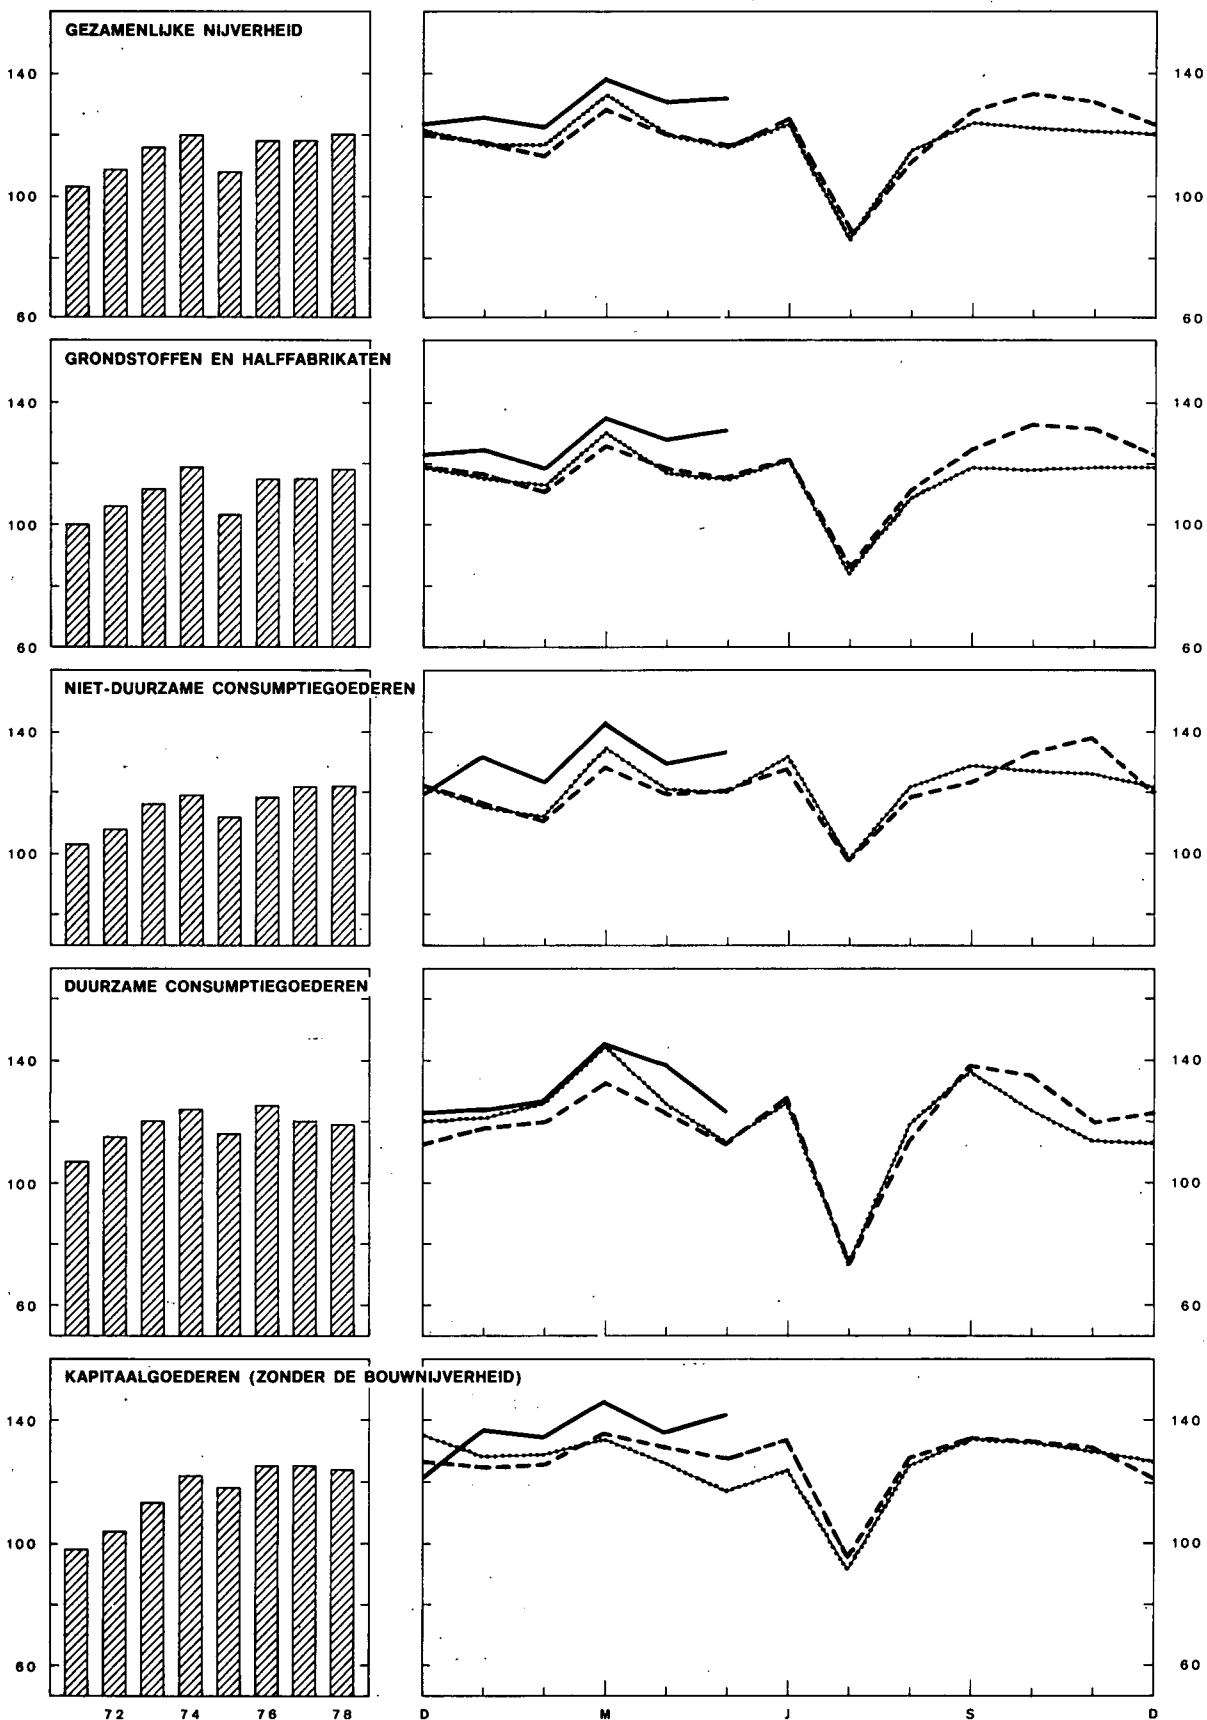 GEZAMENLIJKE NIJVERHEID
140 140
100 100
60 60
GRONDSTOFFEN EN HALFFABRIKATEN
140 140
100 100
60 60
NIET-DUURZAME CONSUMPTIEGOEDEREN
140 140
100 100
DUURZAME CONSUMPTIEGOEDEREN
140 140
100 100
60 60
KAPITAALGOEDEREN (ZONDER DE BOUWNIJVERHEID)
140 140
100 100
60 60
72 74 76 78 D M J S D